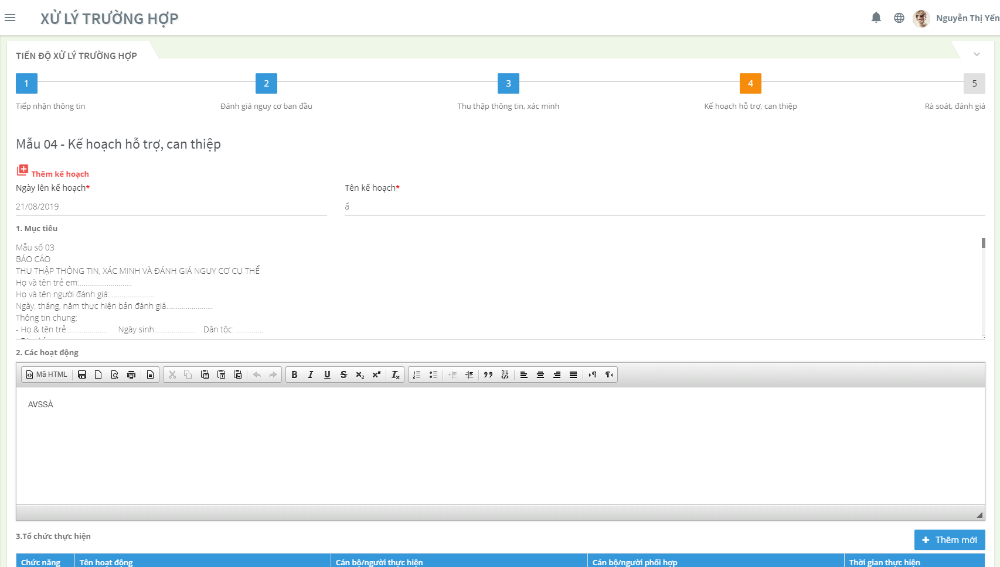 XỬ LÝ TRƯỜNG HỢP
Nguyễn Thị Yến
TIẾN ĐỘ XỬ LÝ TRƯỜNG HỢP
1 2 3 4 5
Tiếp nhận thông tin Đánh giá nguy cơ ban đầu Thu thập thông tin, xác minh Kế hoạch hỗ trợ, can thiệp Rà soát, đánh giá
Mẫu 04 - Kế hoạch hỗ trợ, can thiệp
Thêm kế hoạch
Ngày lên kế hoạch* Tên kế hoạch*
21/08/2019 ấ
1. Mục tiêu
Mẫu số 03
BÁO CÁO
THU THẬP THÔNG TIN, XÁC MINH VÀ ĐÁNH GIÁ NGUY CƠ CỤ THỂ
Họ và tên trẻ em:...........................
Họ và tên người đánh giá: ......................
Ngày, tháng, năm thực hiện bản đánh giá........................
Thông tin chung:
- Họ & tên trẻ:.................... Ngày sinh:.................... Dân tộc: ..............
2. Các hoạt động
Mã HTML
AVSSÀ
3.Tổ chức thực hiện
Thêm mới
Chức năng Tên hoạt động Cán bộ/người thực hiện Cán bộ/người phối hợp Thời gian thực hiện